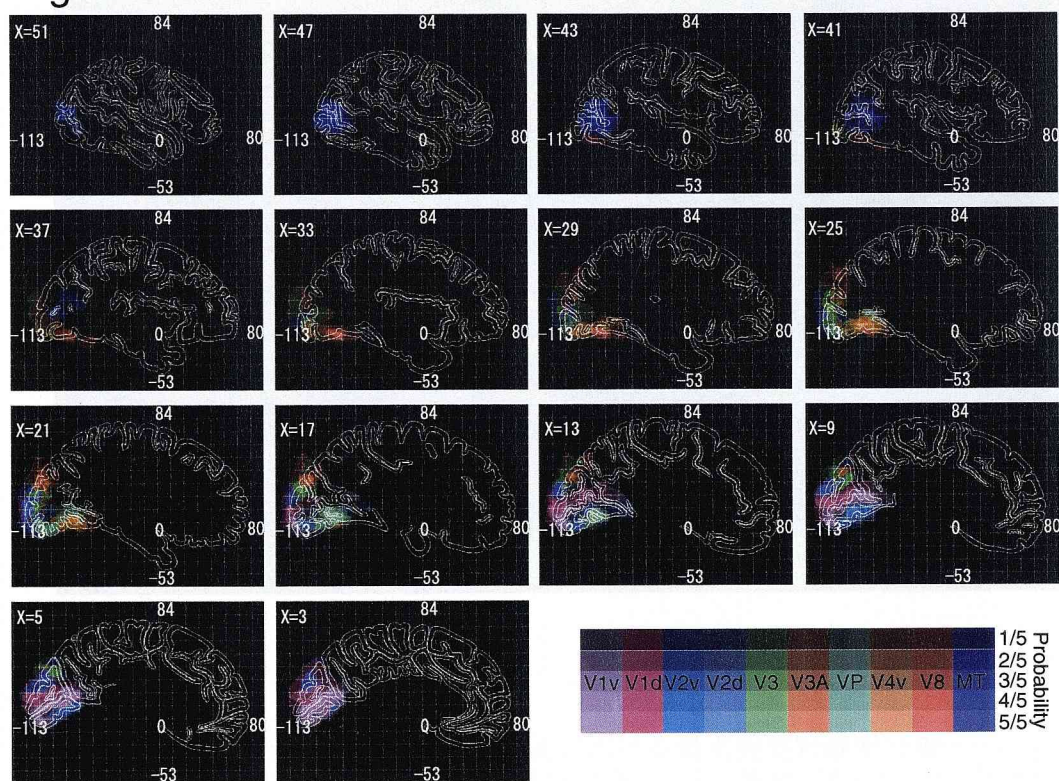 X=51 84 -113 0 80 -53
X=47 84 -113 0 80 -53
X=43 84 -113 0 80 -53
X=41 84 -113 0 80 -53
X=37 84 -113 0 80 -53
X=33 84 -113 0 80 -53
X=29 84 -113 0 80 -53
X=25 84 -113 0 80 -53
X=21 84 -113 0 80 -53
X=17 84 -113 0 80 -53
X=13 84 -113 0 80 -53
X=9 84 -113 0 80 -53
X=5 84 -113 0 80 -53
X=3 84 -113 0 80 -53
V1v V1d V2v V2d V3 V3A VP V4v V8 MT
1/5
2/5
3/5
4/5
5/5
Probability